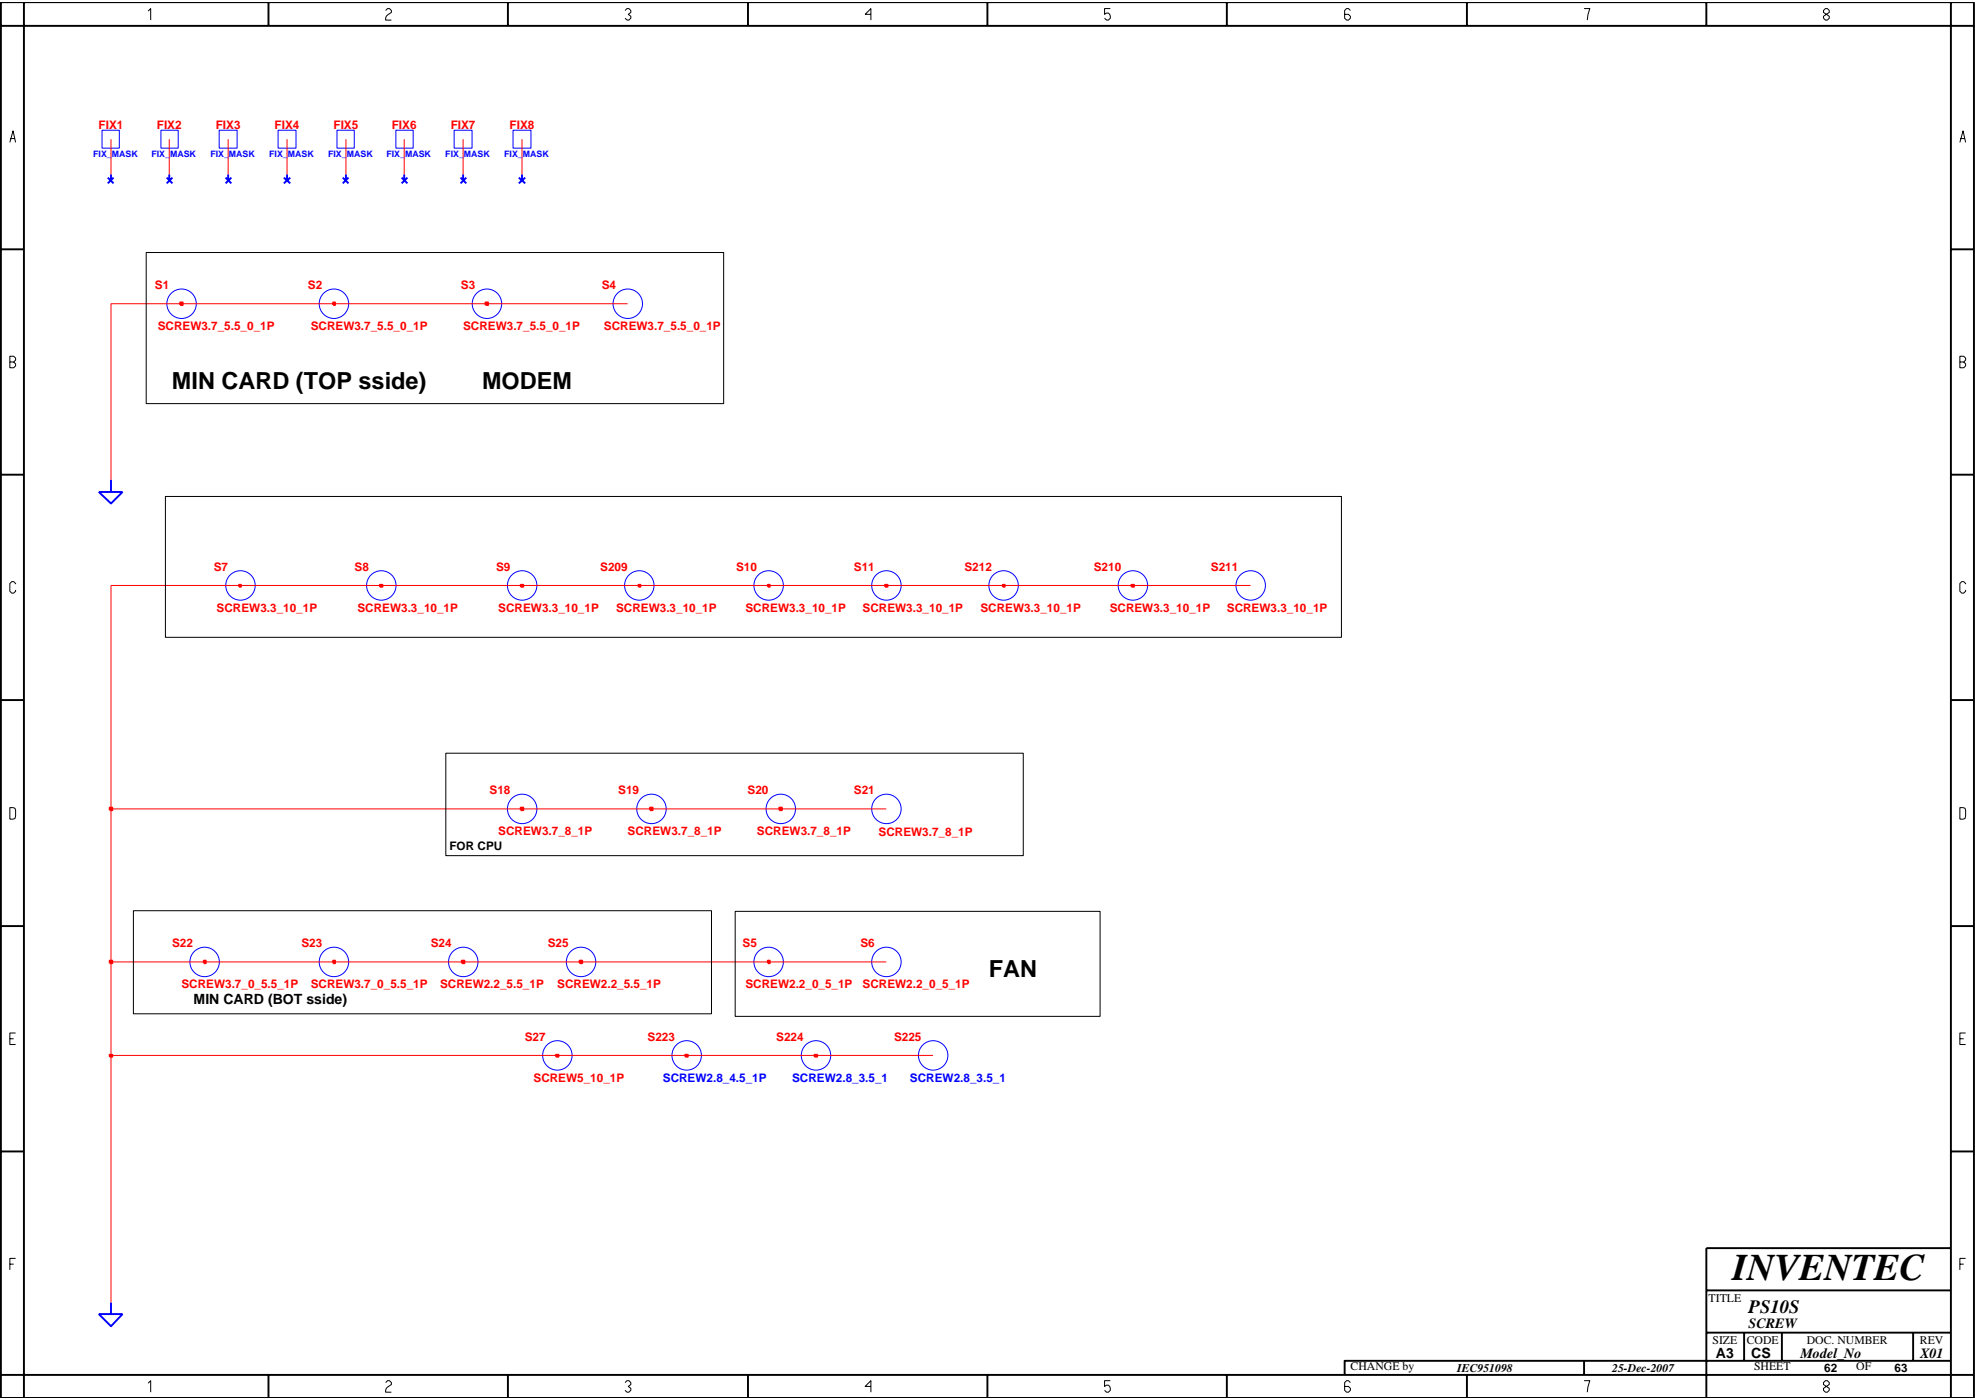 1 2 3 4 5 6 7 8
A A
FIX1 FIX2 FIX3 FIX4 FIX5 FIX6 FIX7 FIX8
FIX_MASK FIX_MASK FIX_MASK FIX_MASK FIX_MASK FIX_MASK FIX_MASK FIX_MASK
S1 S2 S3 S4
SCREW3.7_5.5_0_1P SCREW3.7_5.5_0_1P SCREW3.7_5.5_0_1P SCREW3.7_5.5_0_1P
B B
MIN CARD (TOP sside) MODEM
S7 S8 S9 S209 S10 S11 S212 S210 S211
C C
SCREW3.3_10_1P SCREW3.3_10_1P SCREW3.3_10_1P SCREW3.3_10_1P SCREW3.3_10_1P SCREW3.3_10_1P SCREW3.3_10_1P SCREW3.3_10_1P SCREW3.3_10_1P
S18 S19 S20 S21
D D
SCREW3.7_8_1P SCREW3.7_8_1P SCREW3.7_8_1P SCREW3.7_8_1P
FOR CPU
S22 S23 S24 S25 S5 S6
FAN
SCREW3.7_0_5.5_1P SCREW3.7_0_5.5_1P SCREW2.2_5.5_1P SCREW2.2_5.5_1P SCREW2.2_0_5_1P SCREW2.2_0_5_1P
MIN CARD (BOT sside)
S27 S223 S224 S225
E E
SCREW5_10_1P SCREW2.8_4.5_1P SCREW2.8_3.5_1 SCREW2.8_3.5_1
F F
INVENTEC
TITLE PS10S
SCREW
SIZE CODE DOC. NUMBER REV
A3 CS Model_No X01
CHANGE by IEC951098 25-Dec-2007 SHEET 62 OF 63
1 2 3 4 5 6 7 8